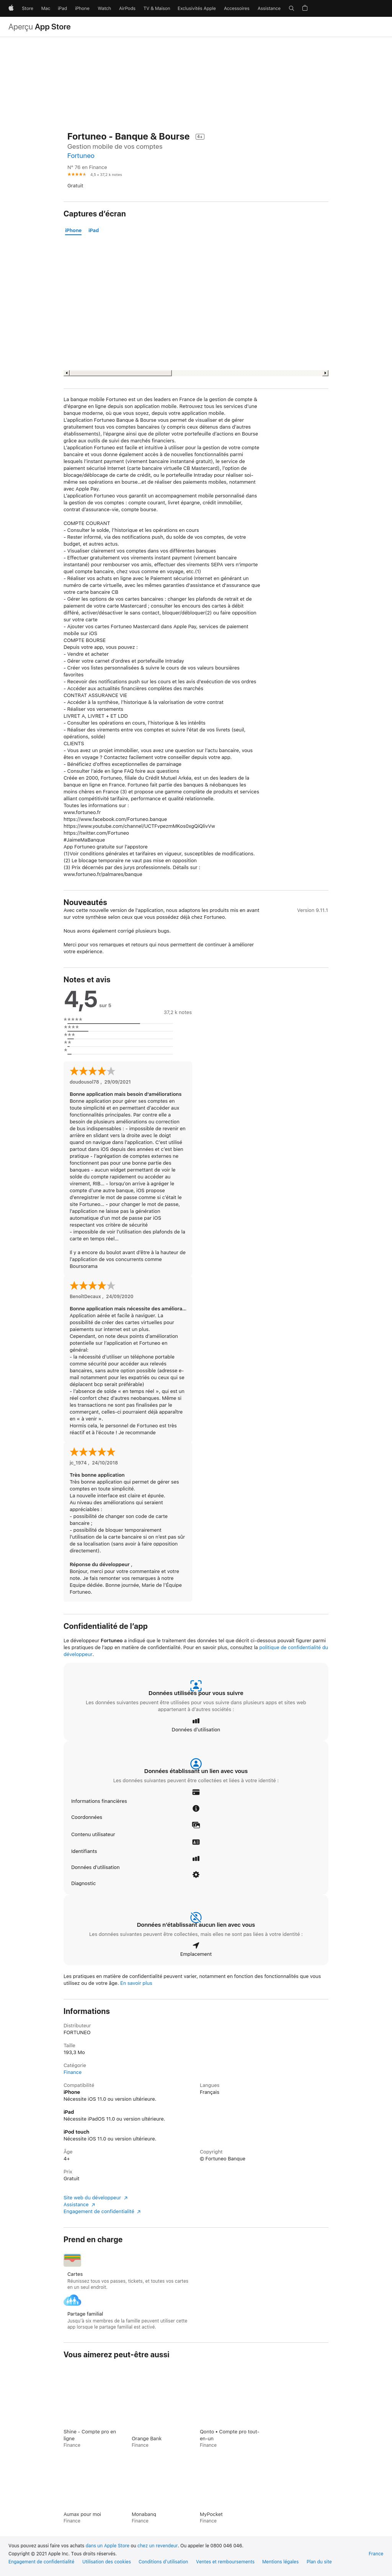 Store Mac iPad iPhone Watch AirPods TV & Maison Exclusivités Apple Accessoires Assistance
Aperçu App Store
Fortuneo - Banque & Bourse 4+
Gestion mobile de vos comptes
Fortuneo
N° 76 en Finance
4,5 • 37,2 k notes
Gratuit
Captures d'écran
iPhone iPad
La banque mobile Fortuneo est un des leaders en France de la gestion de compte &
d'épargne en ligne depuis son application mobile. Retrouvez tous les services d'une
banque moderne, où que vous soyez, depuis votre application mobile.
L'application Fortuneo Banque & Bourse vous permet de visualiser et de gérer
gratuitement tous vos comptes bancaires (y compris ceux détenus dans d'autres
établissements), l'épargne ainsi que de piloter votre portefeuille d'actions en Bourse
grâce aux outils de suivi des marchés financiers.
L'application Fortuneo est facile et intuitive à utiliser pour la gestion de votre compte
bancaire et vous donne également accès à de nouvelles fonctionnalités parmi
lesquels l'instant payment (virement bancaire instantané gratuit), le service de
paiement sécurisé Internet (carte bancaire virtuelle CB Mastercard), l'option de
blocage/déblocage de carte de crédit, ou le portefeuille Intraday pour réaliser soi-
même ses opérations en bourse...et de réaliser des paiements mobiles, notamment
avec Apple Pay.
L'application Fortuneo vous garantit un accompagnement mobile personnalisé dans
la gestion de vos comptes : compte courant, livret épargne, crédit immobilier,
contrat d'assurance-vie, compte bourse.
COMPTE COURANT
- Consulter le solde, l'historique et les opérations en cours
- Rester informé, via des notifications push, du solde de vos comptes, de votre
budget, et autres actus.
- Visualiser clairement vos comptes dans vos différentes banques
- Effectuer gratuitement vos virements instant payment (virement bancaire
instantané) pour rembourser vos amis, effectuer des virements SEPA vers n'importe
quel compte bancaire, chez vous comme en voyage, etc.(1)
- Réaliser vos achats en ligne avec le Paiement sécurisé Internet en générant un
numéro de carte virtuelle, avec les mêmes garanties d'assistance et d'assurance que
votre carte bancaire CB
- Gérer les options de vos cartes bancaires : changer les plafonds de retrait et de
paiement de votre carte Mastercard ; consulter les encours des cartes à débit
différé, activer/désactiver le sans contact, bloquer/débloquer(2) ou faire opposition
sur votre carte
- Ajouter vos cartes Fortuneo Mastercard dans Apple Pay, services de paiement
mobile sur iOS
COMPTE BOURSE
Depuis votre app, vous pouvez :
- Vendre et acheter
- Gérer votre carnet d'ordres et portefeuille Intraday
- Créer vos listes personnalisées & suivre le cours de vos valeurs boursières
favorites
- Recevoir des notifications push sur les cours et les avis d'exécution de vos ordres
- Accéder aux actualités financières complètes des marchés
CONTRAT ASSURANCE VIE
- Accédez à la synthèse, l'historique & la valorisation de votre contrat
- Réaliser vos versements
LIVRET A, LIVRET + ET LDD
- Consulter les opérations en cours, l'historique & les intérêts
- Réaliser des virements entre vos comptes et suivre l'état de vos livrets (seuil,
opérations, solde)
CLIENTS
- Vous avez un projet immobilier, vous avez une question sur l'actu bancaire, vous
êtes en voyage ? Contactez facilement votre conseiller depuis votre app.
- Bénéficiez d'offres exceptionnelles de parrainage
- Consulter l'aide en ligne FAQ foire aux questions
Créée en 2000, Fortuneo, filiale du Crédit Mutuel Arkéa, est un des leaders de la
banque en ligne en France. Fortuneo fait partie des banques & néobanques les
moins chères en France (3) et propose une gamme complète de produits et services
alliant compétitivité tarifaire, performance et qualité relationnelle.
Toutes les informations sur :
www.fortuneo.fr
https://www.facebook.com/Fortuneo.banque
https://twitter.com/Fortuneo
#JaimeMaBanque
App Fortuneo gratuite sur l'appstore
(1)Voir conditions générales et tarifaires en vigueur, susceptibles de modifications.
(2) Le blocage temporaire ne vaut pas mise en opposition
(3) Prix décernés par des jurys professionnels. Détails sur :
www.fortuneo.fr/palmares/banque
Nouveautés
Avec cette nouvelle version de l'application, nous adaptons les produits mis en avant
sur votre synthèse selon ceux que vous possédez déjà chez Fortuneo.
Version 9.11.1
Nous avons également corrigé plusieurs bugs.
Merci pour vos remarques et retours qui nous permettent de continuer à améliorer
votre expérience.
Notes et avis
4,5 sur 5
37,2 k notes
doudousol78 , 29/09/2021
Bonne application mais besoin d'améliorations
Bonne application pour gérer ses comptes en
toute simplicité et en permettant d'accéder aux
fonctionnalités principales. Par contre elle a
besoin de plusieurs améliorations ou correction
de bus indispensables : - impossible de revenir en
arrière en slidant vers la droite avec le doigt
quand on navigue dans l'application. C'est vital
partout dans iOS depuis des années et c'est bien
pratique - l'agrégation de comptes externes ne
fonctionnent pas pour une bonne partie des
banques - aucun widget permettant de voir le
solde du compte rapidement ou accéder au
virement, RIB... - lorsqu'on arrive à agréger le
compte d'une autre banque, iOS propose
d'enregistrer le mot de passe comme si c'était le
site Fortuneo... - pour changer le mot de passe,
l'application ne laisse pas la génération
automatique d'un mot de passe par iOS
respectant vos critère de sécurité
- impossible de voir l'utilisation des plafonds de la
carte en temps réel...
Il y a encore du boulot avant d'être à la hauteur de
l'application de vos concurrents comme
Boursorama
BenoîtDecaux , 24/09/2020
Bonne application mais nécessite des améliora...
Application aérée et facile à naviguer. La
possibilité de créer des cartes virtuelles pour
paiements sur internet est un plus.
Cependant, on note deux points d'amélioration
potentielle sur l'application et Fortuneo en
général:
- la nécessité d'utiliser un téléphone portable
comme sécurité pour accéder aux relevés
bancaires, sans autre option possible (adresse e-
mail notamment pour les expatriés ou ceux qui se
déplacent bcp serait préférable)
- l'absence de solde « en temps réel », qui est un
réel confort chez d'autres neobanques. Même si
les transactions ne sont pas finalisées par le
commerçant, celles-ci pourraient déjà apparaître
en « à venir ».
Hormis cela, le personnel de Fortuneo est très
réactif et à l'écoute ! Je recommande
jc_1974 , 24/10/2018
Très bonne application
Très bonne application qui permet de gérer ses
comptes en toute simplicité.
La nouvelle interface est claire et épurée.
Au niveau des améliorations qui seraient
appréciables :
- possibilité de changer son code de carte
bancaire ;
- possibilité de bloquer temporairement
l'utilisation de la carte bancaire si on n'est pas sûr
de sa localisation (sans avoir à faire opposition
directement).
Réponse du développeur ,
Bonjour, merci pour votre commentaire et votre
note. Je fais remonter vos remarques à notre
Equipe dédiée. Bonne journée, Marie de l'Équipe
Fortuneo.
Confidentialité de l'app
Le développeur Fortuneo a indiqué que le traitement des données tel que décrit ci-dessous pouvait figurer parmi
les pratiques de l'app en matière de confidentialité. Pour en savoir plus, consultez la politique de confidentialité du
développeur.
Données utilisées pour vous suivre
Les données suivantes peuvent être utilisées pour vous suivre dans plusieurs apps et sites web
appartenant à d'autres sociétés :
Données d'utilisation
Données établissant un lien avec vous
Les données suivantes peuvent être collectées et liées à votre identité :
Informations financières
Coordonnées
Contenu utilisateur
Identifiants
Données d'utilisation
Diagnostic
Données n'établissant aucun lien avec vous
Les données suivantes peuvent être collectées, mais elles ne sont pas liées à votre identité :
Emplacement
Les pratiques en matière de confidentialité peuvent varier, notamment en fonction des fonctionnalités que vous
utilisez ou de votre âge. En savoir plus
Informations
Distributeur
FORTUNEO
Taille
193,3 Mo
Catégorie
Finance
Compatibilité
iPhone
Nécessite iOS 11.0 ou version ultérieure.
iPad
Nécessite iPadOS 11.0 ou version ultérieure.
iPod touch
Nécessite iOS 11.0 ou version ultérieure.
Langues
Français
Âge
4+
Copyright
© Fortuneo Banque
Prix
Gratuit
Site web du développeur
Assistance
Engagement de confidentialité
Prend en charge
Cartes
Réunissez tous vos passes, tickets, et toutes vos cartes
en un seul endroit.
Partage familial
Jusqu'à six membres de la famille peuvent utiliser cette
app lorsque le partage familial est activé.
Vous aimerez peut-être aussi
Shine - Compte pro en
ligne
Finance
Orange Bank
Finance
Qonto • Compte pro tout-
en-un
Finance
Aumax pour moi
Finance
Monabanq
Finance
MyPocket
Finance
Vous pouvez aussi faire vos achats dans un Apple Store ou chez un revendeur. Ou appeler le 0800 046 046.
Copyright © 2021 Apple Inc. Tous droits réservés.
France
Engagement de confidentialité Utilisation des cookies Conditions d'utilisation Ventes et remboursements Mentions légales Plan du site